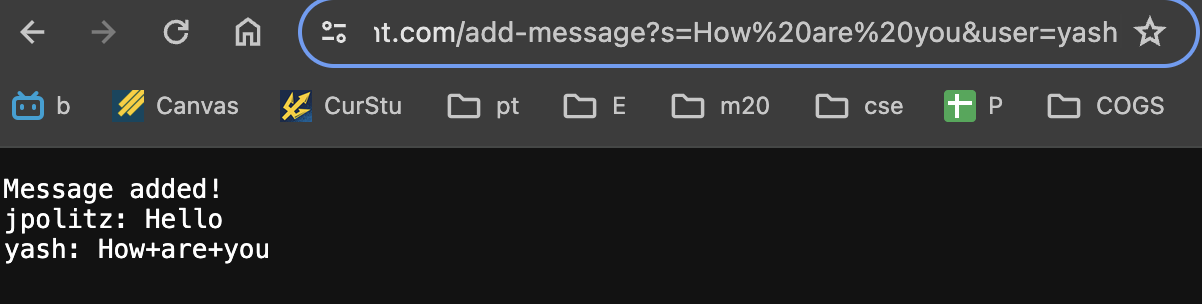 ıt.com/add-message?s=How%20are%20you&user=yash
b Canvas CurStu pt E m20 cse P COGS
Message added!
jpolitz: Hello
yash: How+are+you